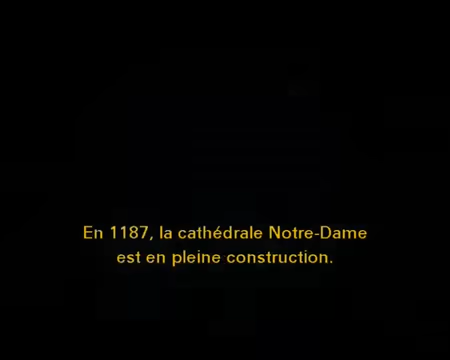 En 1187, la cathédrale Notre-Dame
est en pleine construction.